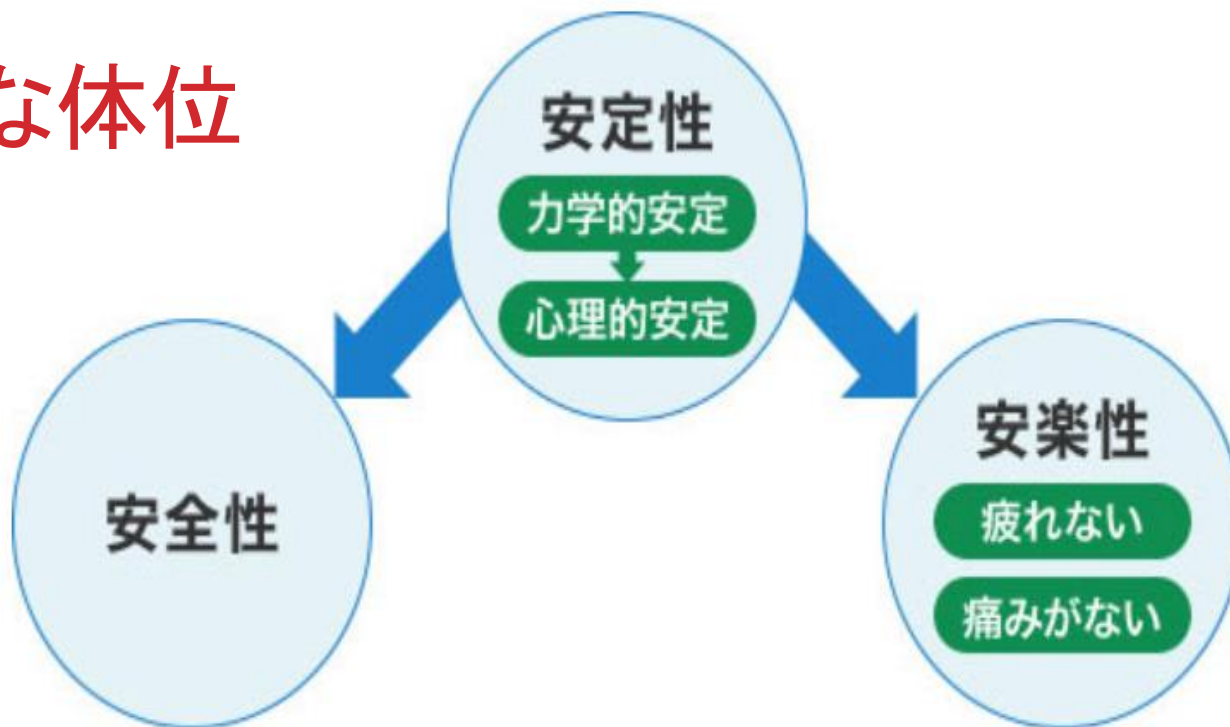 な体位
安定性
力学的安定
心理的安定
安全性
安楽性
疲れない
痛みがない